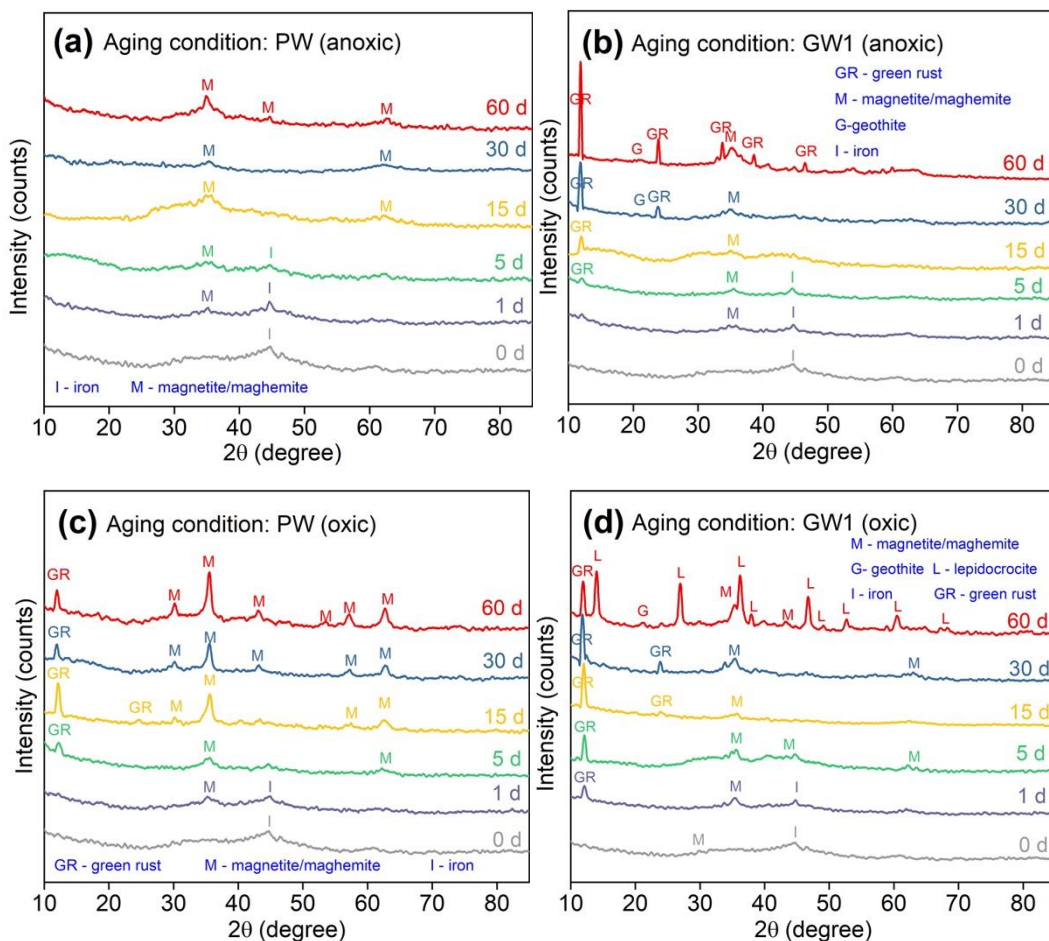 (a) Aging condition: PW (anoxic)
M
M
60 d
M
M
30 d
M
M
15 d
M
I
5 d
M
I
1 d
I
0 d
I - iron M - magnetite/maghemite
Intensity (counts)
10 20 30 40 50 60 70 80
2θ (degree)
(b) Aging condition: GW1 (anoxic)
GR - green rust
M - magnetite/maghemite
G-geothite
I - iron
GR
G
GR
GR
M
GR
GR
60 d
GR
G GR
M
30 d
GR
M
15 d
GR
M
I
5 d
M
I
1 d
I
0 d
Intensity (counts)
10 20 30 40 50 60 70 80
2θ (degree)
(c) Aging condition: PW (oxic)
GR
M
M
M
M
M
M
60 d
GR
M
M
M
M
M
30 d
GR
GR
M
M
M
M
15 d
GR
M
M
5 d
M
I
1 d
I
0 d
GR - green rust M - magnetite/maghemite I - iron
Intensity (counts)
10 20 30 40 50 60 70 80
2θ (degree)
(d) Aging condition: GW1 (oxic)
M - magnetite/maghemite
G- geothite L - lepidocrocite
I - iron GR - green rust
GR
L
G
L
M
L
L
M
L
L
L
L
L
60 d
GR
GR
M
M
30 d
GR
GR
M
15 d
GR
M
M
M
5 d
GR
M
I
1 d
M
I
0 d
Intensity (counts)
10 20 30 40 50 60 70 80
2θ (degree)